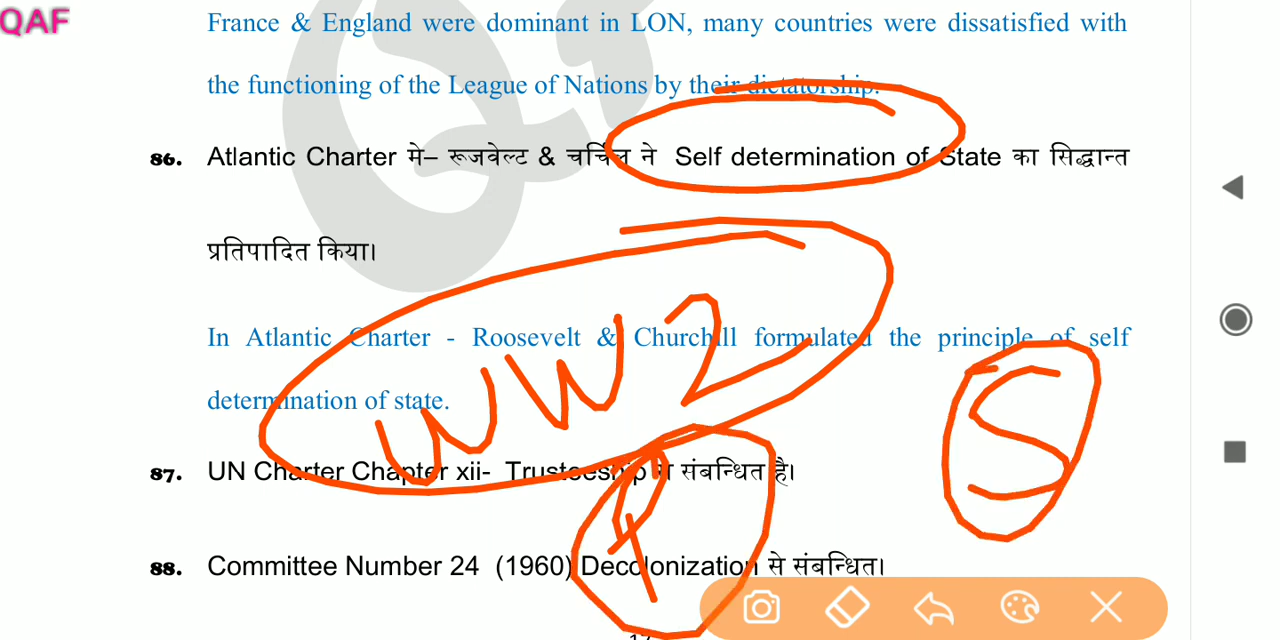 QAF
France & England were dominant in LON, many countries were dissatisfied with
the functioning of the League of Nations by their dictatorship.
86. Atlantic Charter मे– रूजवेल्ट & चर्चिल ने Self determination of State का सिद्धान्त
प्रतिपादित किया।
In Atlantic Charter - Roosevelt & Churchill formulated the principle of self
determination of state.
WW2
S
87. UN Charter Chapter xii- Trusteeship से संबन्धित है।
88. Committee Number 24 (1960) Decolonization से संबन्धित।